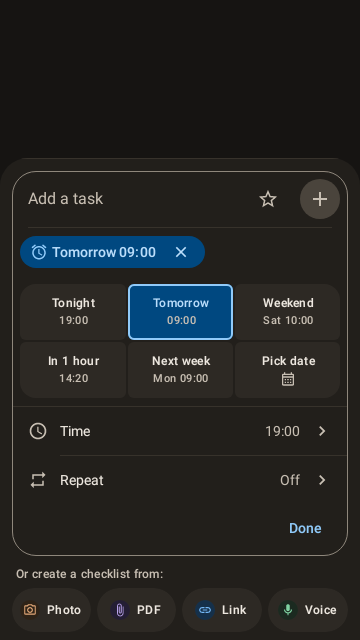 Add a task
Tomorrow 09:00
Tonight
19:00
Tomorrow
09:00
Weekend
Sat 10:00
In 1 hour
14:20
Next week
Mon 09:00
Pick date
Time
19:00
Repeat
Off
Done
Or create a checklist from:
Photo
PDF
Link
Voice